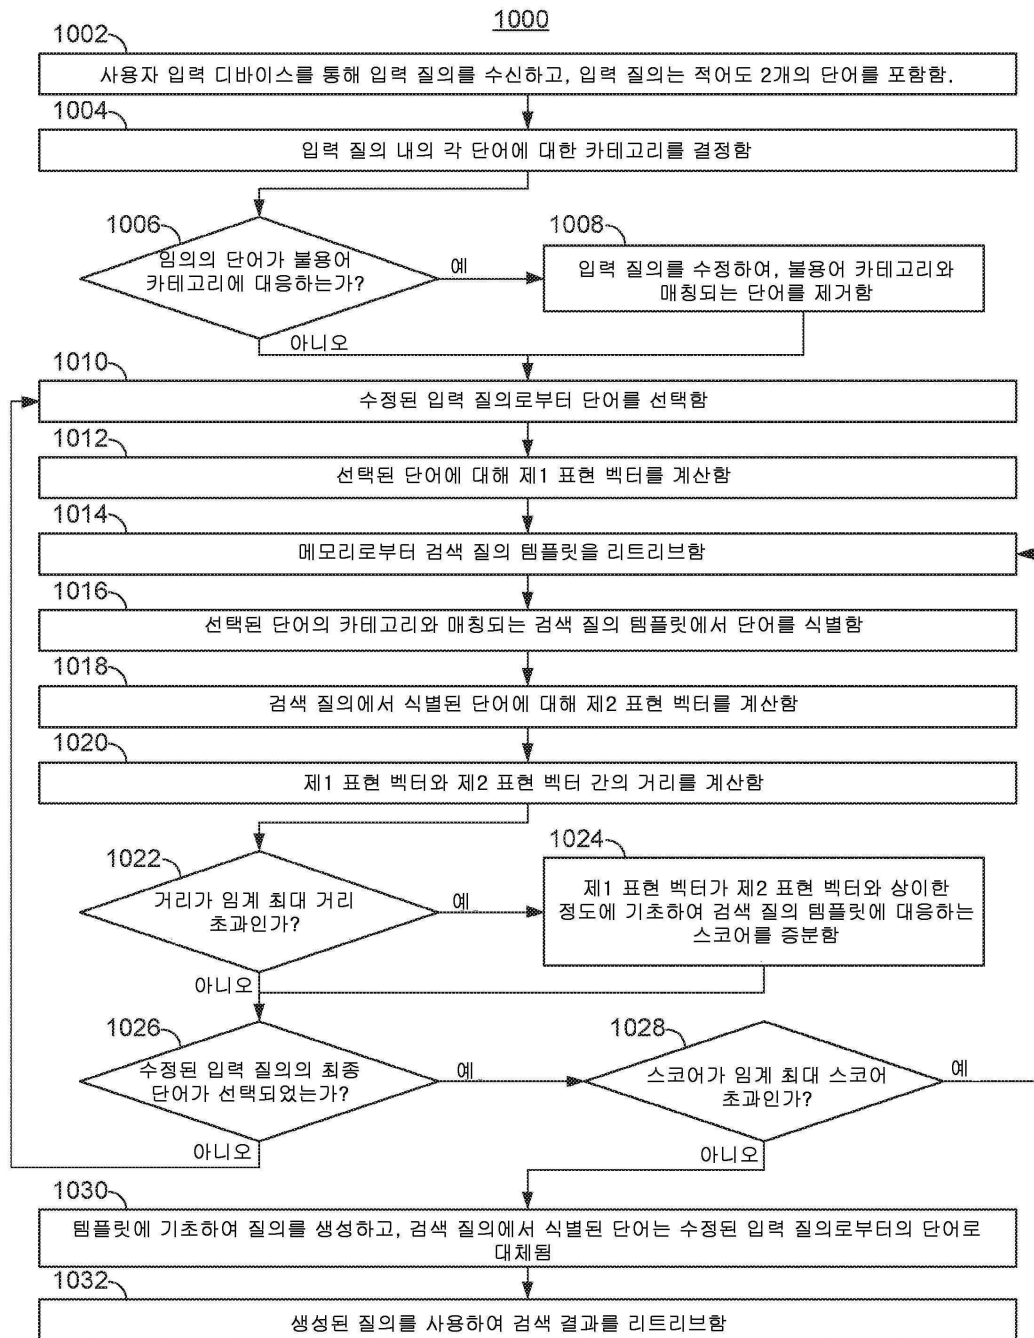 1000
1002
사용자 입력 디바이스를 통해 입력 질의를 수신하고, 입력 질의는 적어도 2개의 단어를 포함함.
1004
입력 질의 내의 각 단어에 대한 카테고리를 결정함
1006
임의의 단어가 불용어
카테고리에 대응하는가?
예
1008
입력 질의를 수정하여, 불용어 카테고리와
매칭되는 단어를 제거함
아니오
1010
수정된 입력 질의로부터 단어를 선택함
1012
선택된 단어에 대해 제1 표현 벡터를 계산함
1014
메모리로부터 검색 질의 템플릿을 리트리브함
1016
선택된 단어의 카테고리와 매칭되는 검색 질의 템플릿에서 단어를 식별함
1018
검색 질의에서 식별된 단어에 대해 제2 표현 벡터를 계산함
1020
제1 표현 벡터와 제2 표현 벡터 간의 거리를 계산함
1022
거리가 임계 최대 거리
초과인가?
예
1024
제1 표현 벡터가 제2 표현 벡터와 상이한
정도에 기초하여 검색 질의 템플릿에 대응하는
스코어를 증분함
아니오
1026
수정된 입력 질의의 최종
단어가 선택되었는가?
예
1028
스코어가 임계 최대 스코어
초과인가?
예
아니오
아니오
1030
템플릿에 기초하여 질의를 생성하고, 검색 질의에서 식별된 단어는 수정된 입력 질의로부터의 단어로
대체됨
1032
생성된 질의를 사용하여 검색 결과를 리트리브함